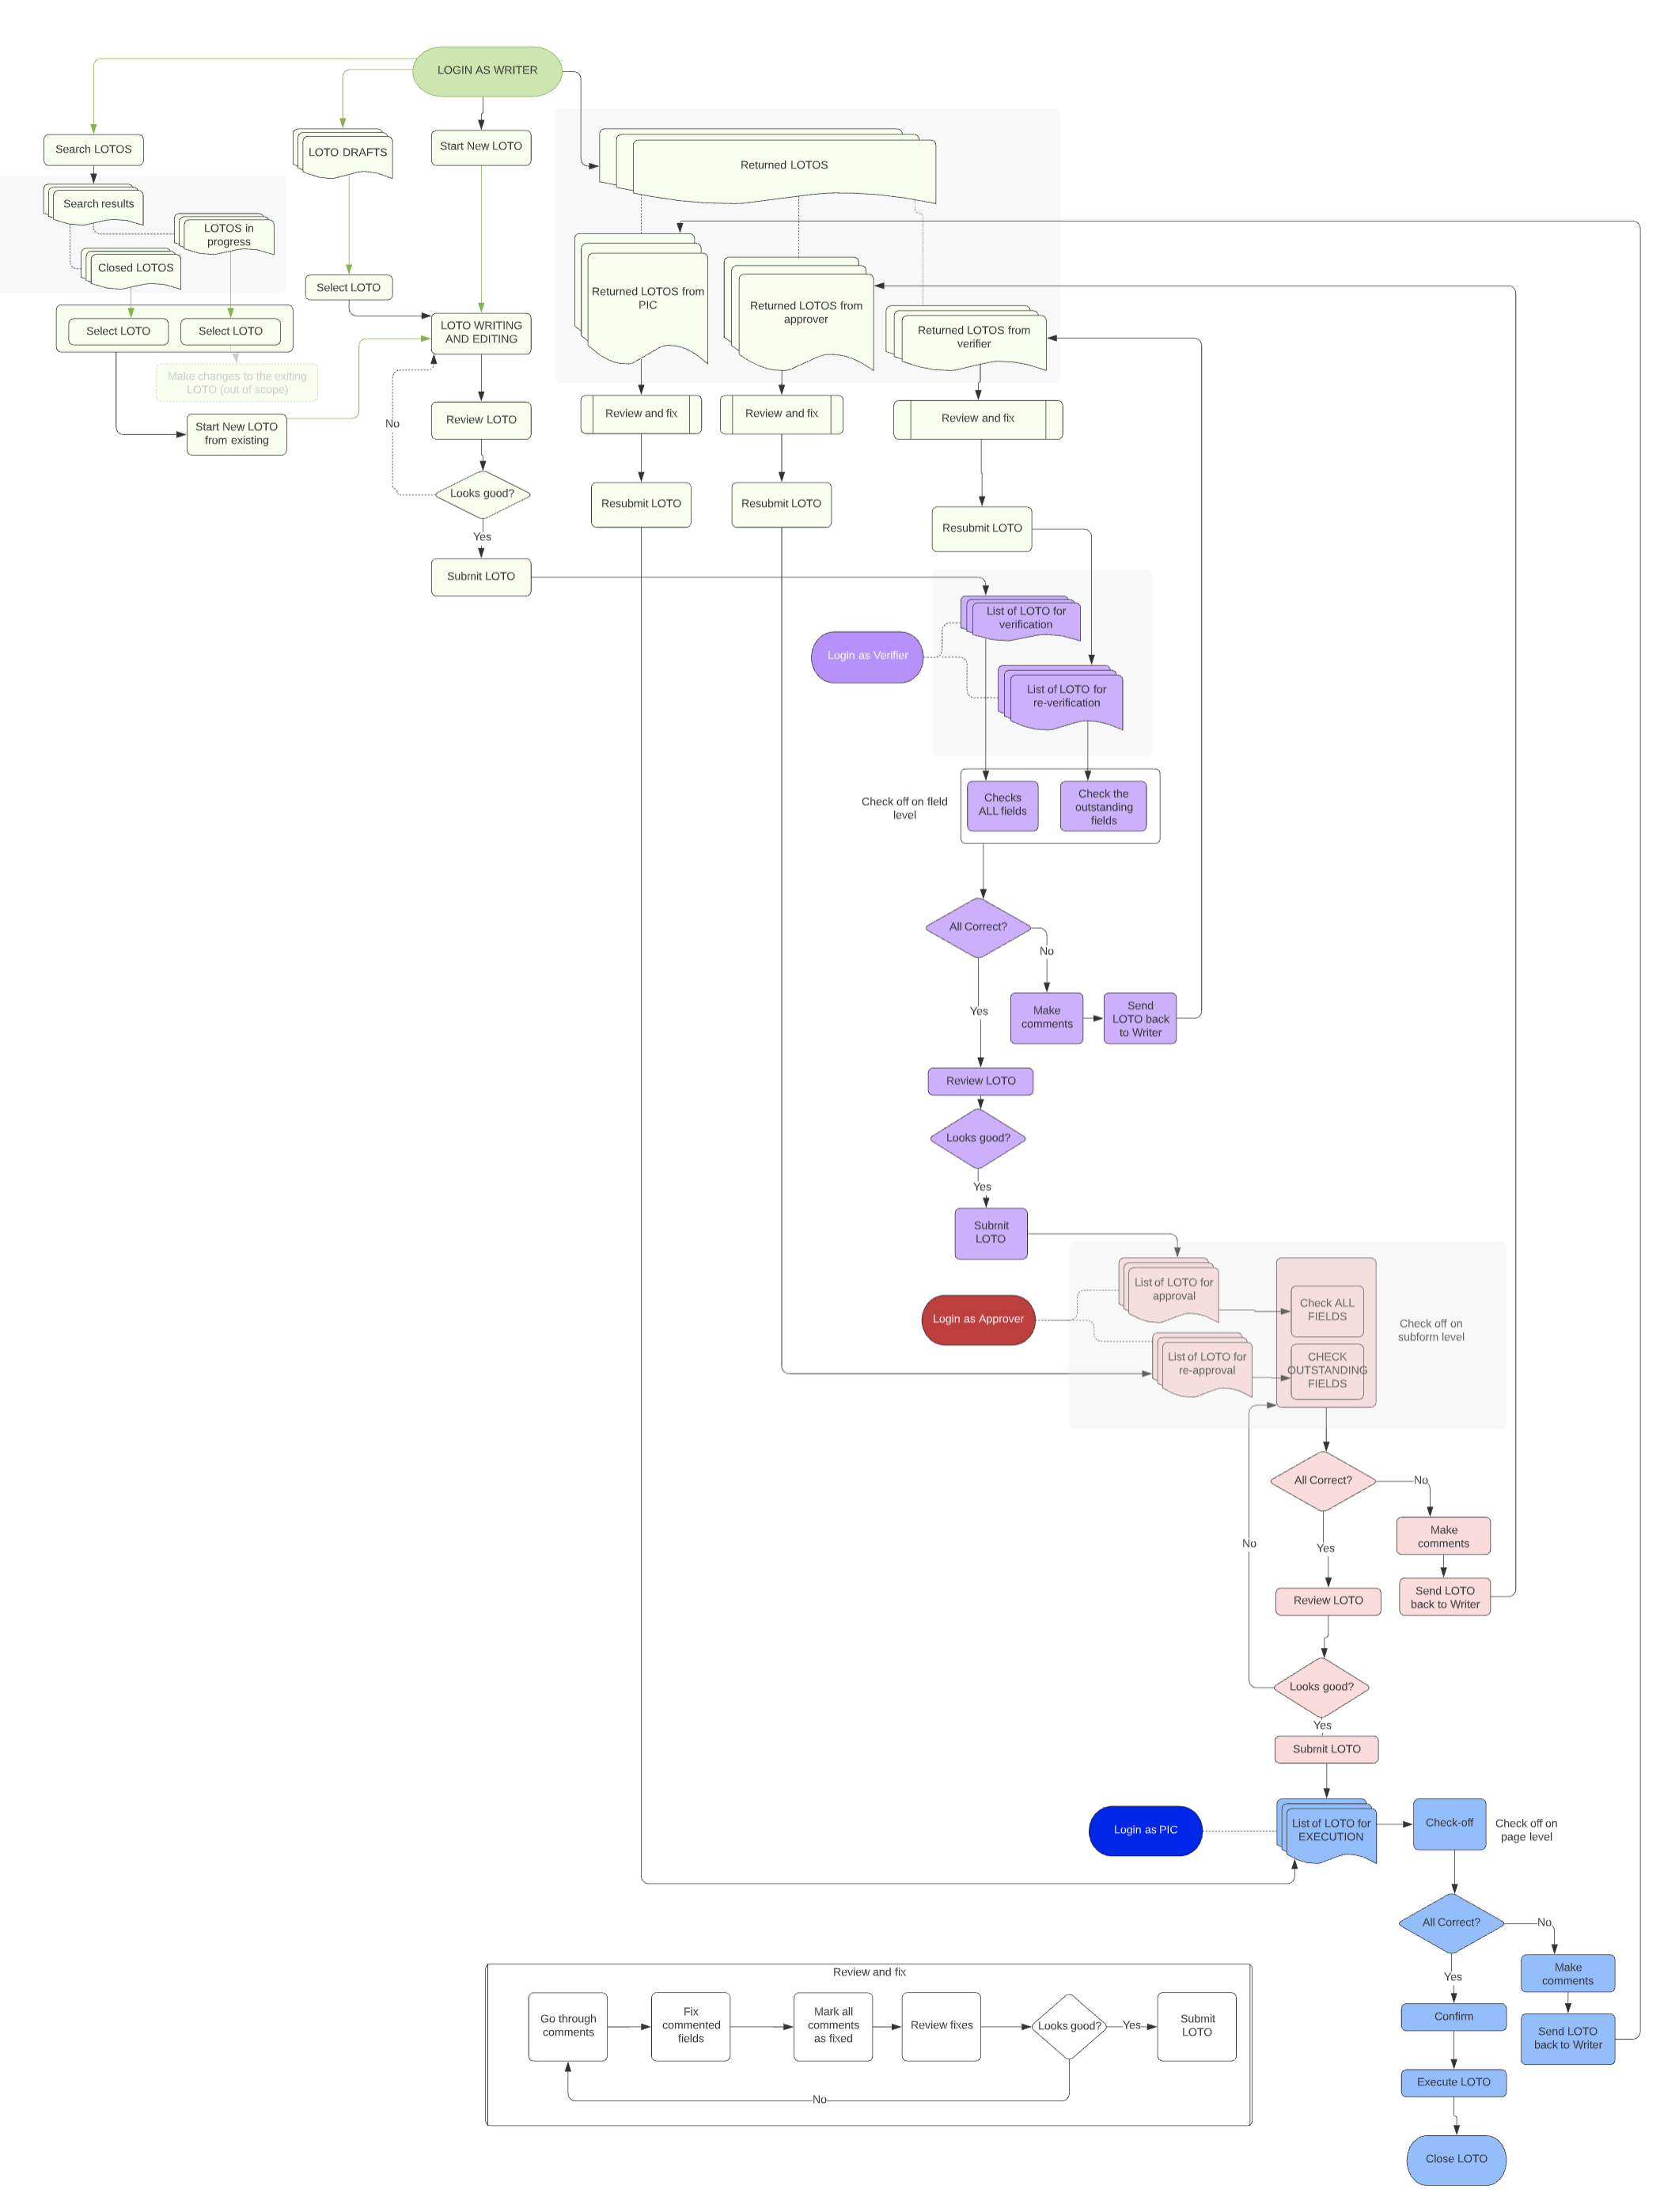 LOGIN AS WRITER
Search LOTOS
LOTO DRAFTS
Start New LOTO
Returned LOTOS
Search results
LOTOS in
progress
Closed LOTOS
Select LOTO
Select LOTO
Select LOTO
Make changes to the exiting
LOTO (out of scope)
Start New LOTO
from existing
LOTO WRITING
AND EDITING
Returned LOTOS from
PIC
Returned LOTOS from
approver
Returned LOTOS from
verifier
Review LOTO
No
Looks good?
Yes
Submit LOTO
Review and fix
Review and fix
Review and fix
Resubmit LOTO
Resubmit LOTO
Resubmit LOTO
List of LOTO for
verification
Login as Verifier
List of LOTO for
re-verification
Check off on fleld
level
Checks
ALL fields
Check the
outstanding
fields
All Correct?
No
Yes
Make
comments
Send
LOTO back
to Writer
Review LOTO
Looks good?
Yes
Submit
LOTO
List of LOTO for
approval
Login as Approver
List of LOTO for
re-approval
Check ALL
FIELDS
CHECK
OUTSTANDING
FIELDS
Check off on
subform level
All Correct?
No
Make
comments
No
Yes
Send LOTO
back to Writer
Review LOTO
Looks good?
Yes
Submit LOTO
Login as PIC
List of LOTO for
EXECUTION
Check-off
Check off on
page level
All Correct?
No
Yes
Make
comments
Confirm
Send LOTO
back to Writer
Execute LOTO
Close LOTO
Review and fix
Go through
comments
Fix
commented
fields
Mark all
comments
as fixed
Review fixes
Looks good?
Yes
Submit
LOTO
No